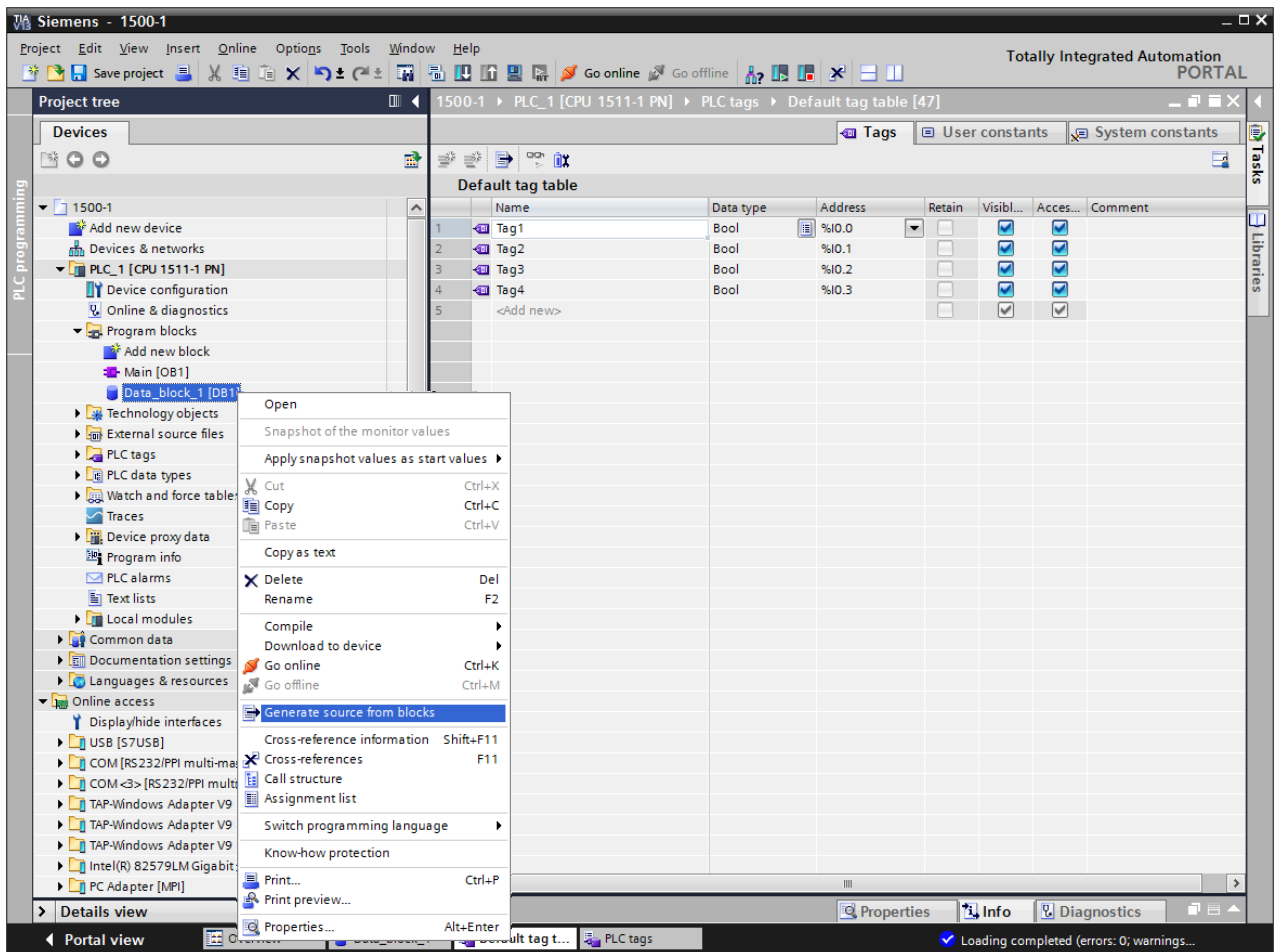 Siemens - 1500-1
Project Edit View Insert Online Options Tools Window Help
Totally Integrated Automation
PORTAL
Save project
Go online
Go offline
Project tree
1500-1 PLC_1 [CPU 1511-1 PN] PLC tags Default tag table [47]
Devices
Tags
User constants
System constants
PLC programming
Tasks
Libraries
Default tag table
Name Data type Address Retain Visibl... Acces... Comment
1 Tag1 Bool %I0.0
2 Tag2 Bool %I0.1
3 Tag3 Bool %I0.2
4 Tag4 Bool %I0.3
5 <Add new>
1500-1
Add new device
Devices & networks
PLC_1 [CPU 1511-1 PN]
Device configuration
Online & diagnostics
Program blocks
Add new block
Main [OB1]
Data_block_1 [DB1]
Technology objects
External source files
PLC tags
PLC data types
Watch and force tables
Traces
Device proxy data
Program info
PLC alarms
Text lists
Local modules
Common data
Documentation settings
Languages & resources
Online access
Display/hide interfaces
USB [S7USB]
COM [RS232/PPI multi-ma
COM <3> [RS232/PPI multi
TAP-Windows Adapter V9
TAP-Windows Adapter V9
TAP-Windows Adapter V9
Intel(R) 82579LM Gigabit
PC Adapter [MPI]
Open
Snapshot of the monitor values
Apply snapshot values as start values
Cut Ctrl+X
Copy Ctrl+C
Paste Ctrl+V
Copy as text
Delete Del
Rename F2
Compile
Download to device
Go online Ctrl+K
Go offline Ctrl+M
Generate source from blocks
Cross-reference information Shift+F11
Cross-references F11
Call structure
Assignment list
Switch programming language
Know-how protection
Print... Ctrl+P
Print preview...
Properties... Alt+Enter
Details view
Properties
Info
Diagnostics
Portal view
PLC tags
Loading completed (errors: 0; warnings...